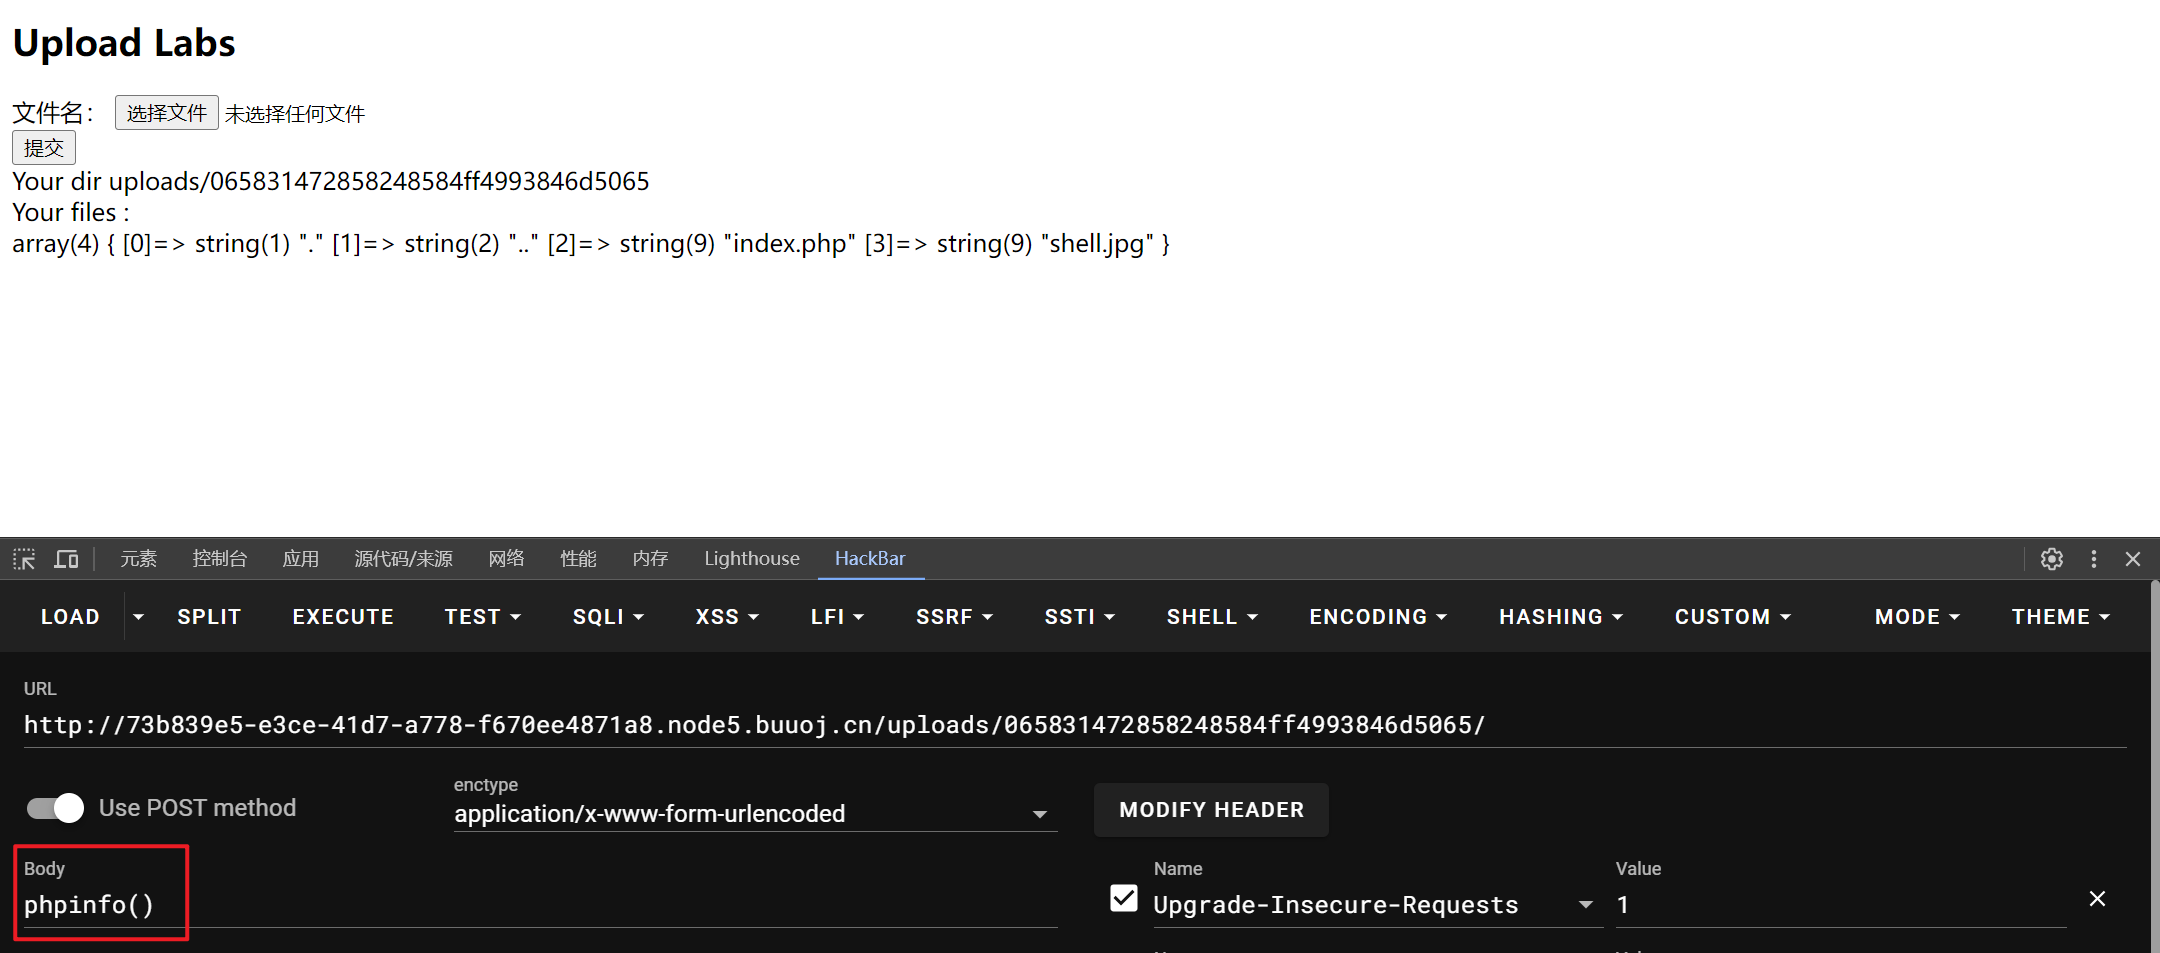 Upload Labs
文件名： 选择文件 未选择任何文件
提交
Your dir uploads/065831472858248584ff4993846d5065
Your files :
array(4) { [0]=> string(1) "." [1]=> string(2) ".." [2]=> string(9) "index.php" [3]=> string(9) "shell.jpg" }
元素 控制台 应用 源代码/来源 网络 性能 内存 Lighthouse HackBar
LOAD SPLIT EXECUTE TEST SQLI XSS LFI SSRF SSTI SHELL ENCODING HASHING CUSTOM MODE THEME
URL
http://73b839e5-e3ce-41d7-a778-f670ee4871a8.node5.buuoj.cn/uploads/065831472858248584ff4993846d5065/
enctype
Use POST method application/x-www-form-urlencoded MODIFY HEADER
Body Name Value
phpinfo() Upgrade-Insecure-Requests 1